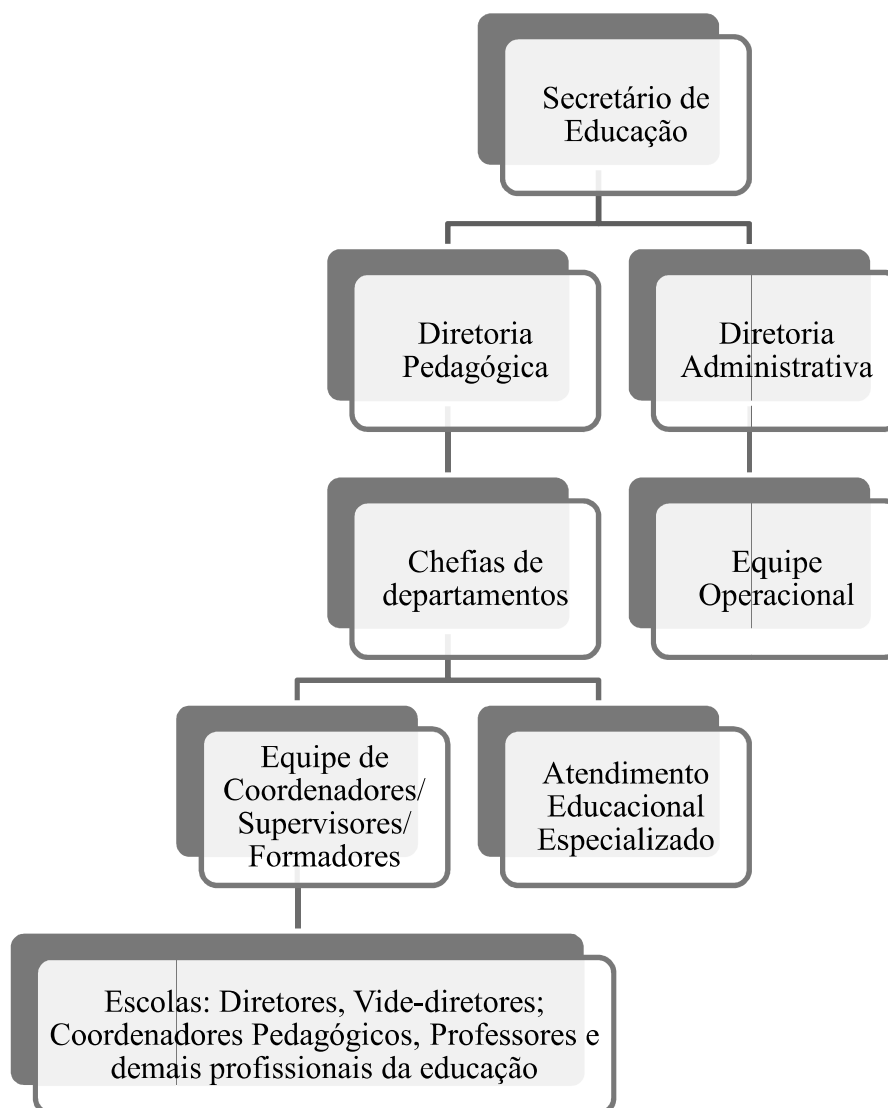 Secretário de
Educação
Diretoria
Pedagógica
Diretoria
Administrativa
Chefias de
departamentos
Equipe
Operacional
Equipe de
Coordenadores/
Supervisores/
Formadores
Atendimento
Educacional
Especializado
Escolas: Diretores, Vide-diretores;
Coordenadores Pedagógicos, Professores e
demais profissionais da educação